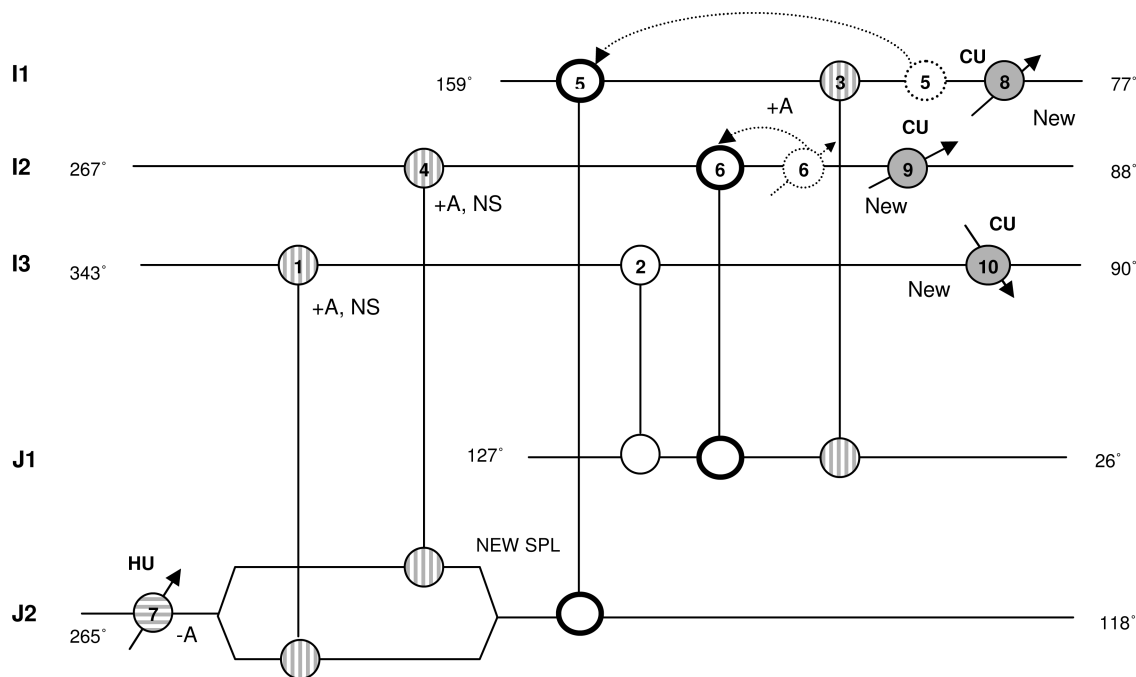 I1 159° 5 3 5 CU 8 77°
+A New
I2 267° 4 6 6 CU 9 88°
+A, NS New
I3 343° 1 2 CU 10 90°
+A, NS New
J1 127° 26°
NEW SPL
HU
J2 265° 7 -A 118°